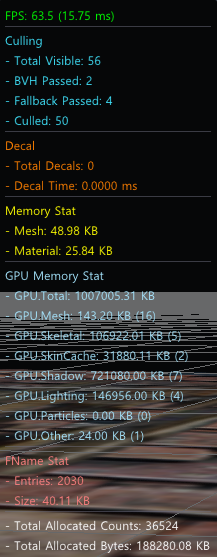 FPS: 63.5 (15.75 ms)
Culling
- Total Visible: 56
- BVH Passed: 2
- Fallback Passed: 4
- Culled: 50
Decal
- Total Decals: 0
- Decal Time: 0.0000 ms
Memory Stat
- Mesh: 48.98 KB
- Material: 25.84 KB
GPU Memory Stat
- GPU.Total: 1007005.31 KB
- GPU.Mesh: 143.20 KB (16)
- GPU.Skeletal: 106922.01 KB (5)
- GPU.SkinCache: 31880.11 KB (2)
- GPU.Shadow: 721080.00 KB (7)
- GPU.Lighting: 146956.00 KB (4)
- GPU.Particles: 0.00 KB (0)
- GPU.Other: 24.00 KB (1)
FName Stat
- Entries: 2030
- Size: 40.11 KB
- Total Allocated Counts: 36524
- Total Allocated Bytes: 188280.08 KB